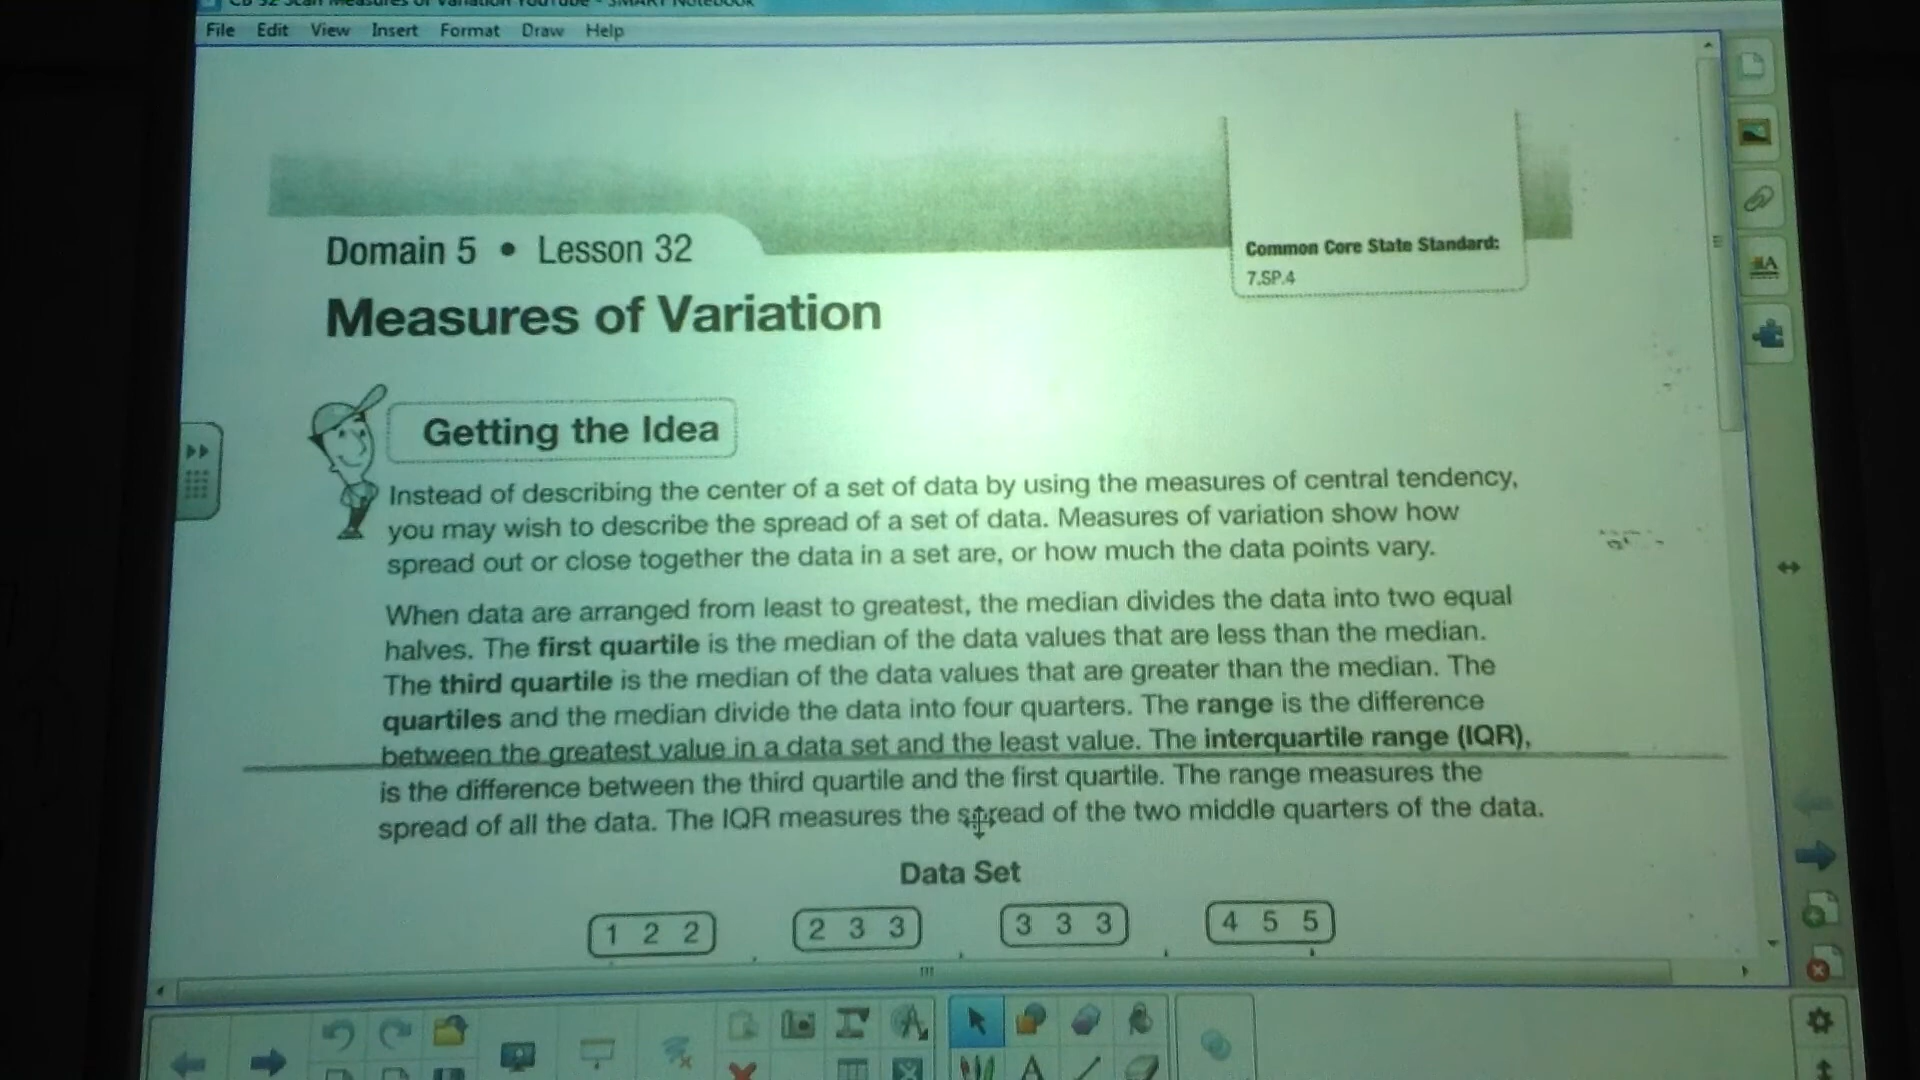 CB 32 Scan Measures of Variation YouTube - SMART Notebook
File Edit View Insert Format Draw Help
Common Core State Standard:
7.SP.4
Domain 5 • Lesson 32
Measures of Variation
Getting the Idea
Instead of describing the center of a set of data by using the measures of central tendency,
you may wish to describe the spread of a set of data. Measures of variation show how
spread out or close together the data in a set are, or how much the data points vary.
When data are arranged from least to greatest, the median divides the data into two equal
halves. The first quartile is the median of the data values that are less than the median.
The third quartile is the median of the data values that are greater than the median. The
quartiles and the median divide the data into four quarters. The range is the difference
between the greatest value in a data set and the least value. The interquartile range (IQR),
is the difference between the third quartile and the first quartile. The range measures the
spread of all the data. The IQR measures the spread of the two middle quarters of the data.
Data Set
1 2 2 2 3 3 3 3 3 4 5 5